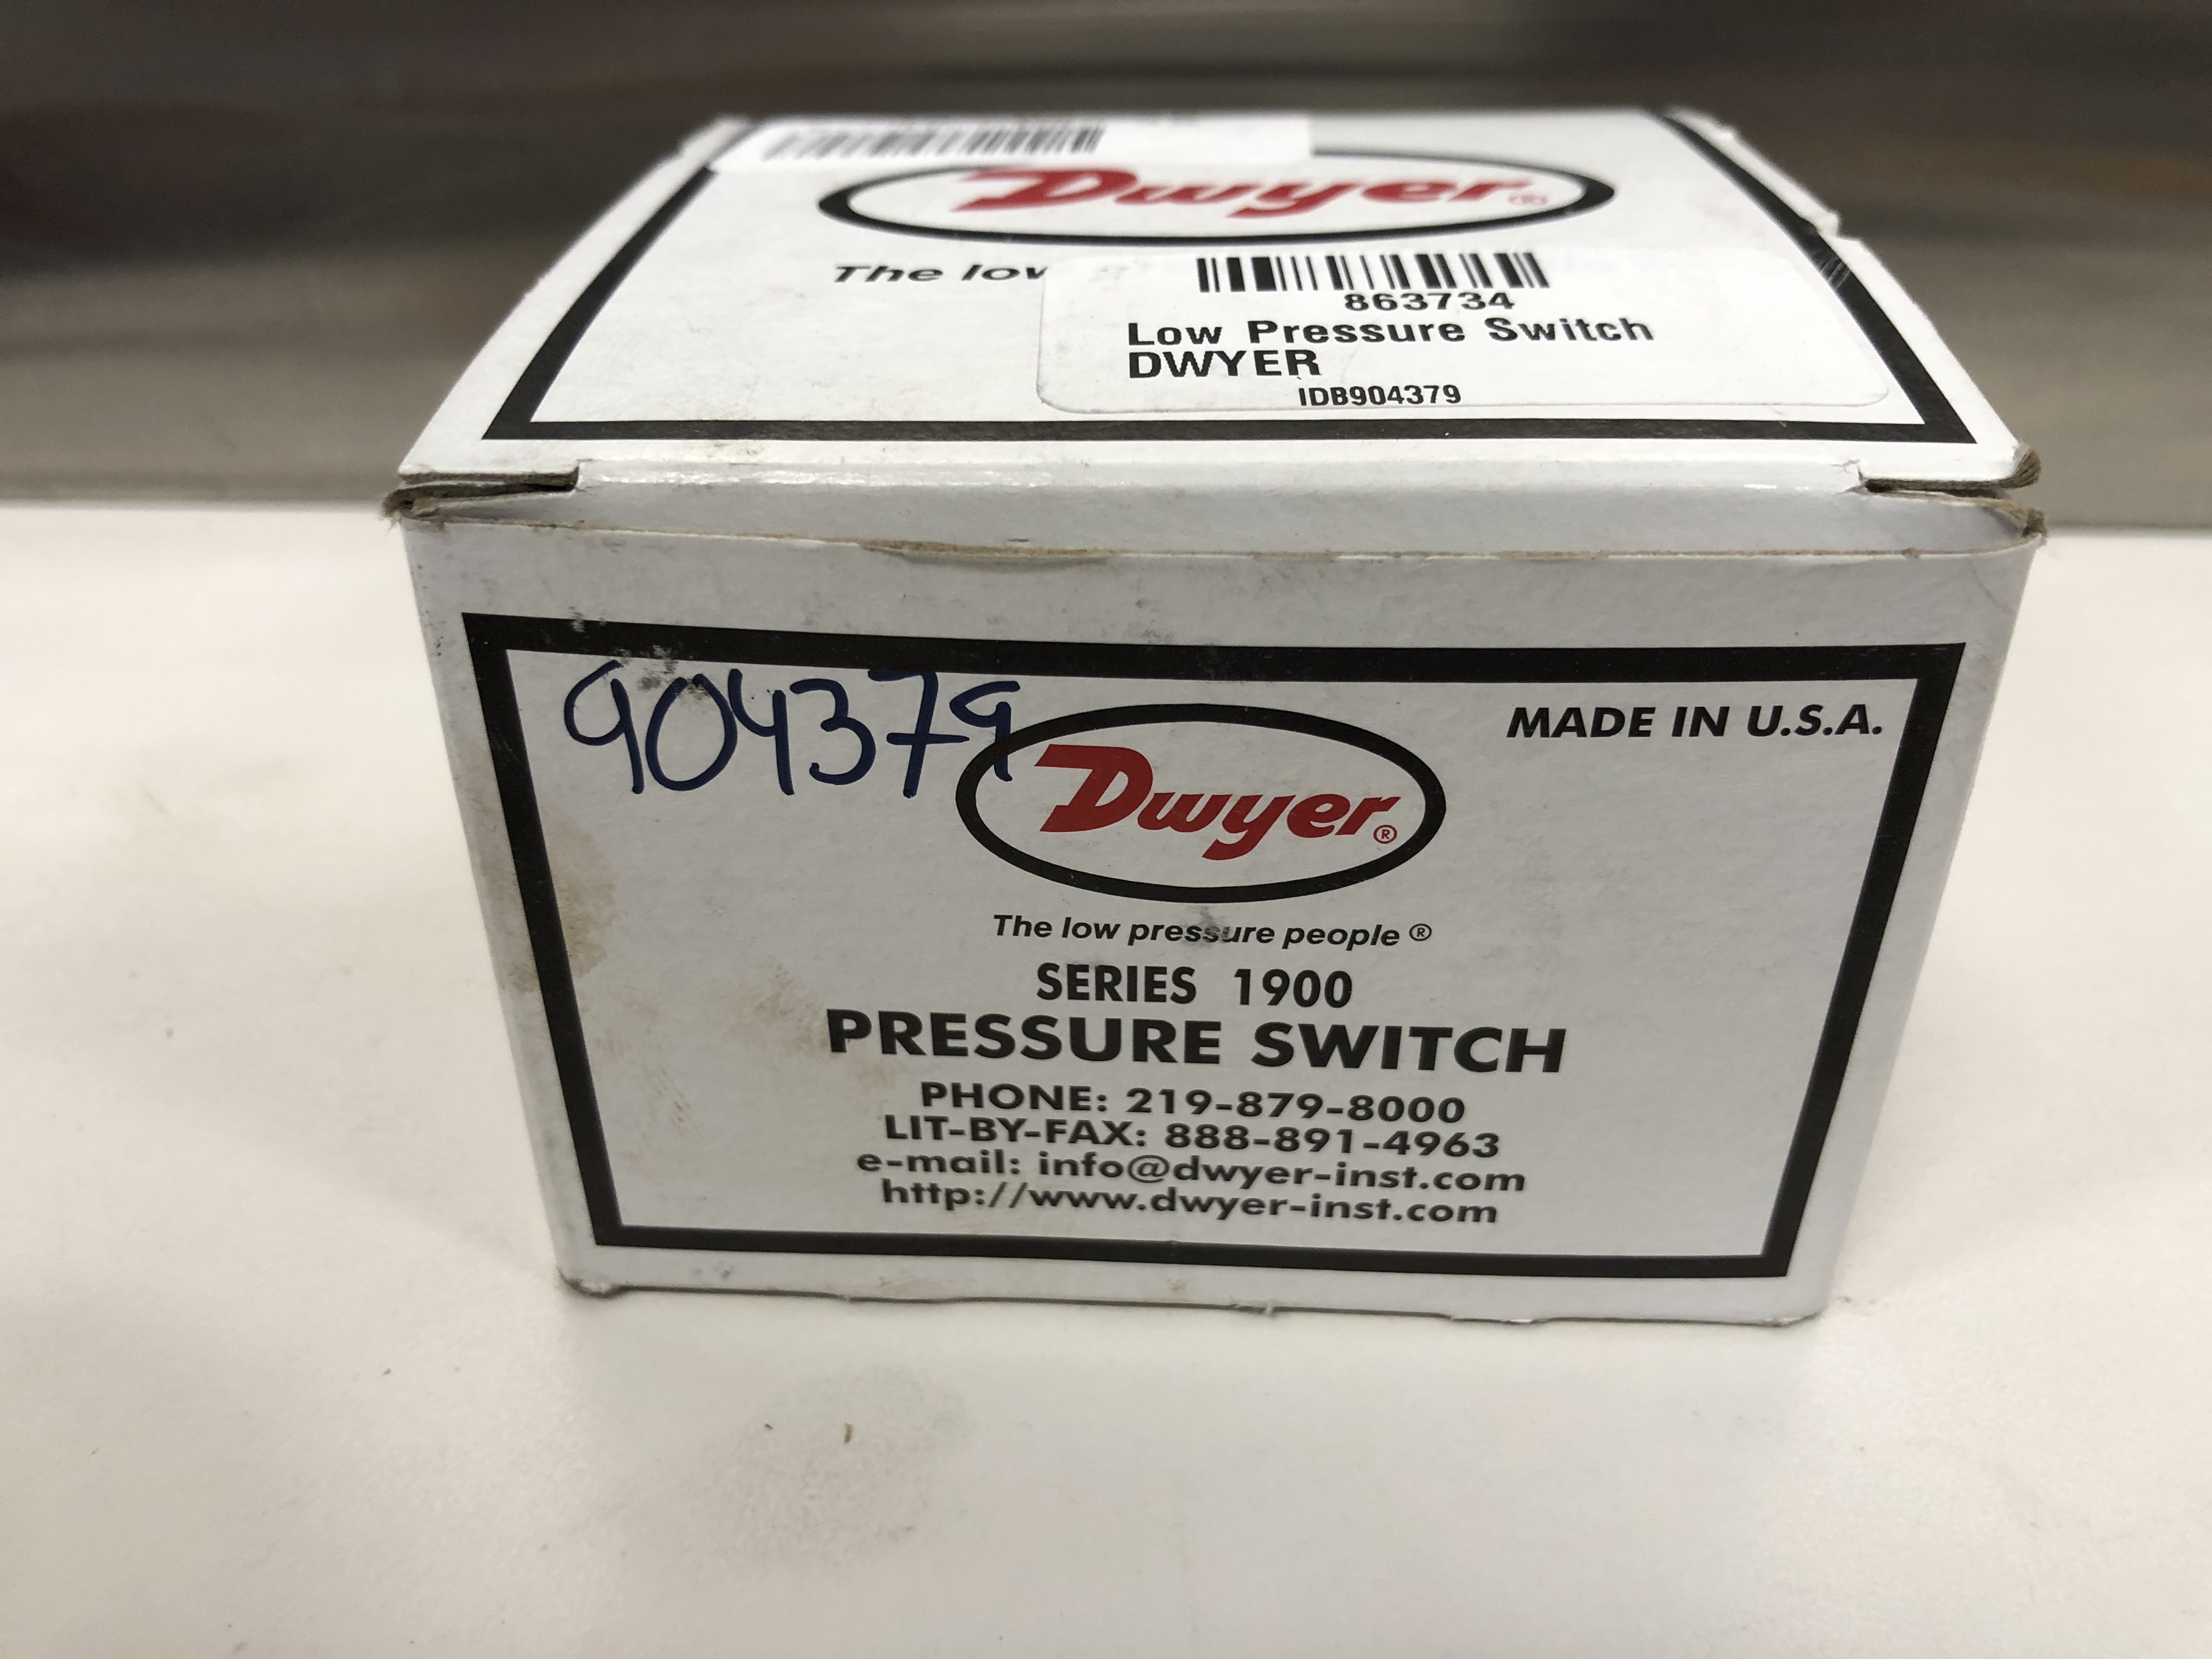 Dwyer®
The low
863734
Low Pressure Switch
DWYER
IDB904379
904379
MADE IN U.S.A.
Dwyer®
The low pressure people ®
SERIES 1900
PRESSURE SWITCH
PHONE: 219-879-8000
LIT-BY-FAX: 888-891-4963
e-mail: info@dwyer-inst.com
http://www.dwyer-inst.com